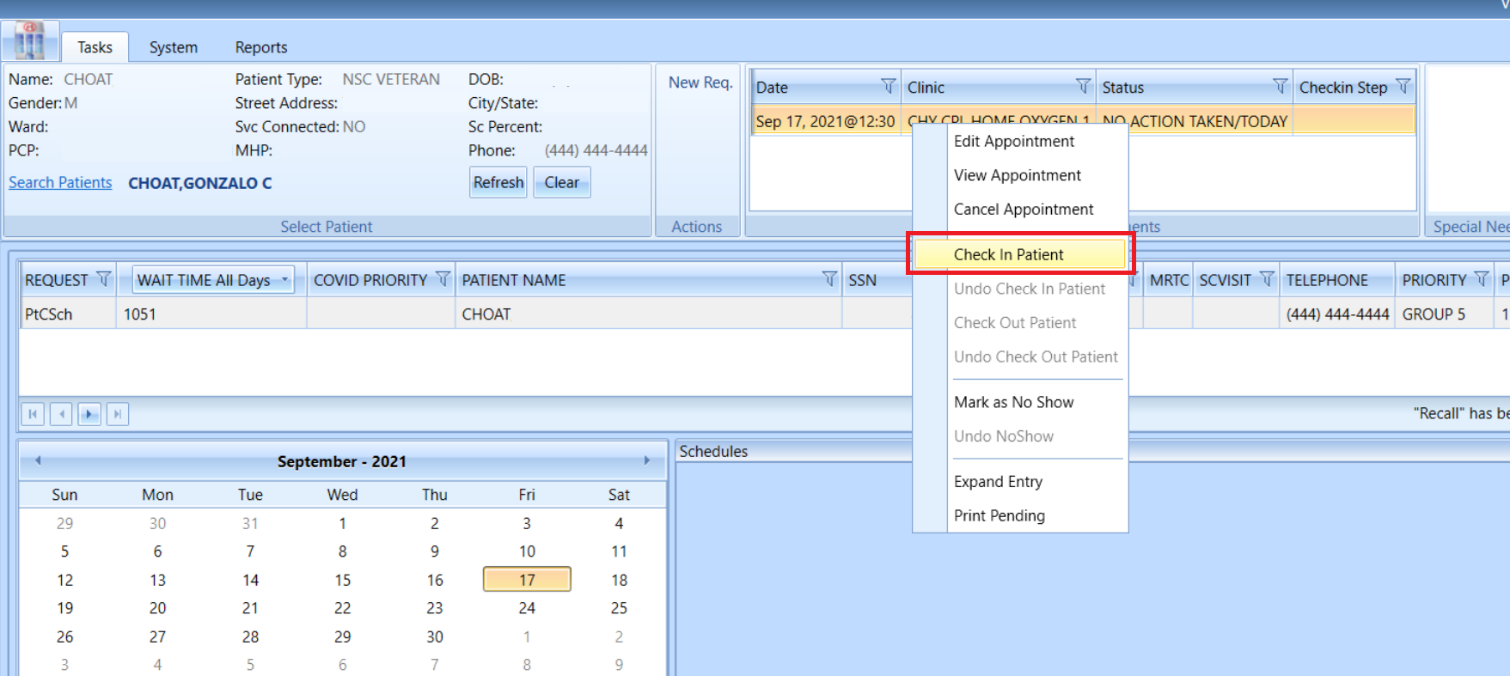 Tasks System Reports
Name: CHOAT Patient Type: NSC VETERAN DOB:
Gender: M Street Address: City/State:
Ward: Svc Connected: NO Sc Percent:
PCP: MHP: Phone: (444) 444-4444
Search Patients CHOAT,GONZALO C Refresh Clear
Select Patient
New Req.
Actions
Date Clinic Status Checkin Step
Sep 17, 2021@12:30 CHY CPL HOME OXYGEN 1 NO ACTION TAKEN/TODAY
Special
Edit Appointment
View Appointment
Cancel Appointment
Check In Patient
Undo Check In Patient
Check Out Patient
Undo Check Out Patient
Mark as No Show
Undo NoShow
Expand Entry
Print Pending
REQUEST WAIT TIME All Days COVID PRIORITY PATIENT NAME SSN MRTC SCVISIT TELEPHONE PRIORITY
PtCSch 1051 CHOAT (444) 444-4444 GROUP 5
"Recall" has
September - 2021
Sun Mon Tue Wed Thu Fri Sat
29 30 31 1 2 3 4
5 6 7 8 9 10 11
12 13 14 15 16 17 18
19 20 21 22 23 24 25
26 27 28 29 30 1 2
3 4 5 6 7 8 9
Schedules